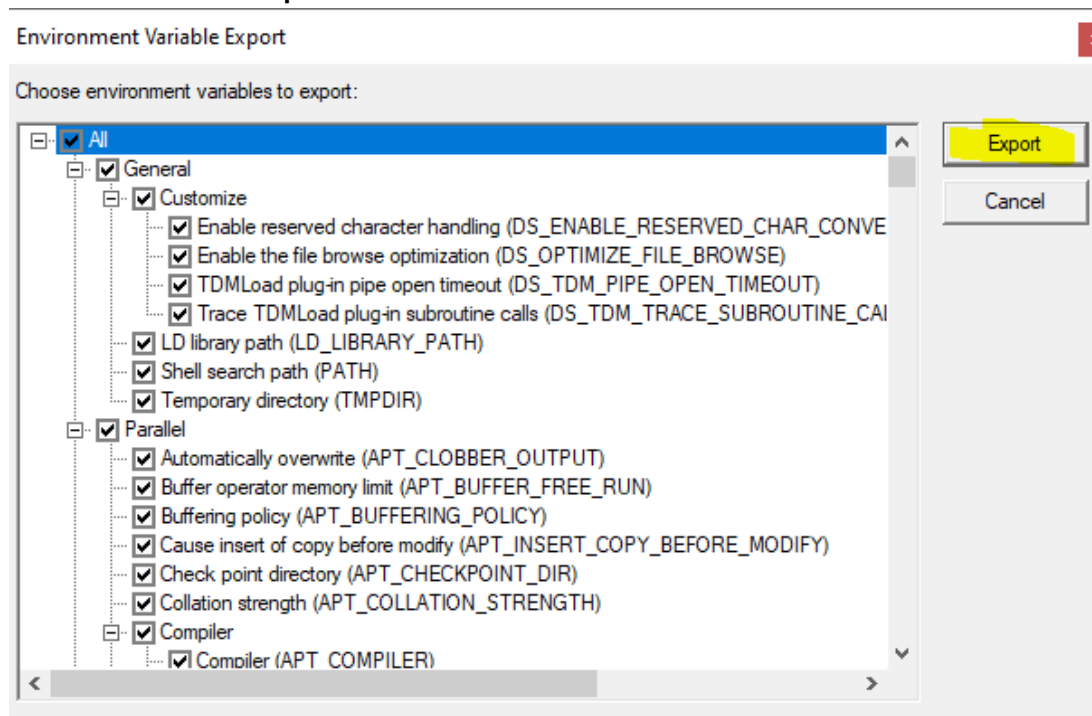 Environment Variable Export
Choose environment variables to export:
All
Export
General
Customize
Cancel
Enable reserved character handling (DS_ENABLE_RESERVED_CHAR_CONVE
Enable the file browse optimization (DS_OPTIMIZE_FILE_BROWSE)
TDMLoad plug-in pipe open timeout (DS_TDM_PIPE_OPEN_TIMEOUT)
Trace TDMLoad plug-in subroutine calls (DS_TDM_TRACE_SUBROUTINE_CAL
LD library path (LD_LIBRARY_PATH)
Shell search path (PATH)
Temporary directory (TMPDIR)
Parallel
Automatically overwrite (APT_CLOBBER_OUTPUT)
Buffer operator memory limit (APT_BUFFER_FREE_RUN)
Buffering policy (APT_BUFFERING_POLICY)
Cause insert of copy before modify (APT_INSERT_COPY_BEFORE_MODIFY)
Check point directory (APT_CHECKPOINT_DIR)
Collation strength (APT_COLLATION_STRENGTH)
Compiler
Compiler (APT_COMPILER)